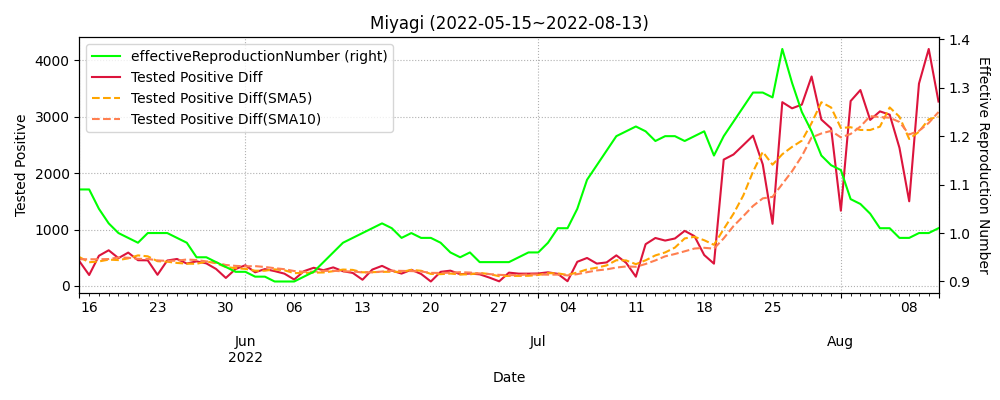 Miyagi (2022-05-15~2022-08-13)
effectiveReproductionNumber (right)
Tested Positive Diff
Tested Positive Diff(SMA5)
Tested Positive Diff(SMA10)
Tested Positive
4000
3000
2000
1000
0
1.4
1.3
1.2
1.1
1.0
0.9
Effective Reproduction Number
16 23 30 06 13 20 27 04 11 18 25 08
Jun Jul Aug
2022
Date